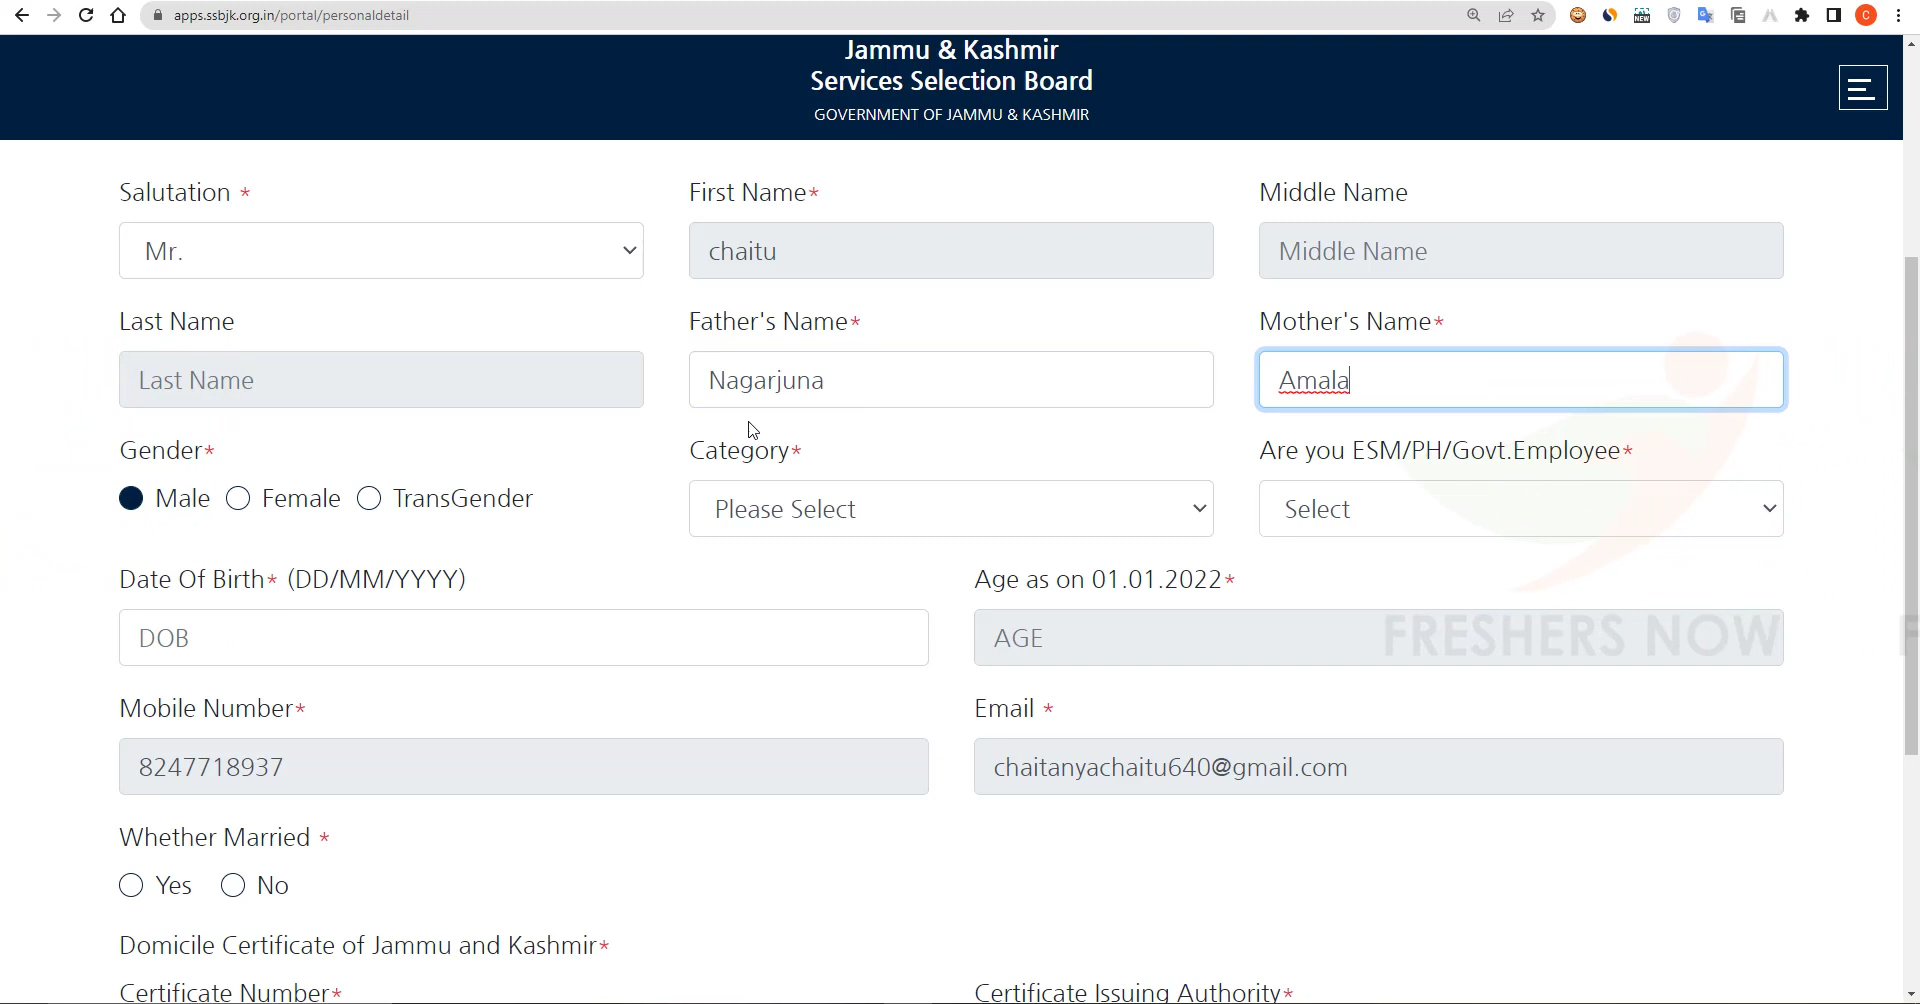 apps.ssbjk.org.in/portal/personaldetail
NEW
C
Jammu & Kashmir
Services Selection Board
GOVERNMENT OF JAMMU & KASHMIR
Salutation * First Name* Middle Name
Mr. chaitu Middle Name
Last Name Father's Name* Mother's Name*
Last Name Nagarjuna Amala
Gender* Category* Are you ESM/PH/Govt.Employee*
Male Female TransGender Please Select Select
Date Of Birth* (DD/MM/YYYY) Age as on 01.01.2022*
DOB AGE
FRESHERS NOW
Mobile Number* Email *
8247718937 chaitanyachaitu640@gmail.com
Whether Married *
Yes No
Domicile Certificate of Jammu and Kashmir*
Certificate Number* Certificate Issuing Authority*